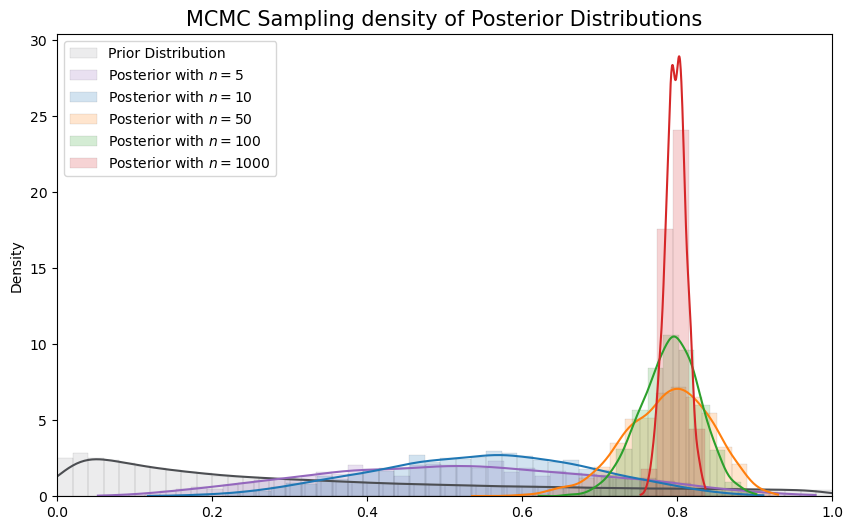 MCMC Sampling density of Posterior Distributions
30
25
20
15
10
5
0
Density
Prior Distribution
Posterior with n = 5
Posterior with n = 10
Posterior with n = 50
Posterior with n = 100
Posterior with n = 1000
0.0 0.2 0.4 0.6 0.8 1.0